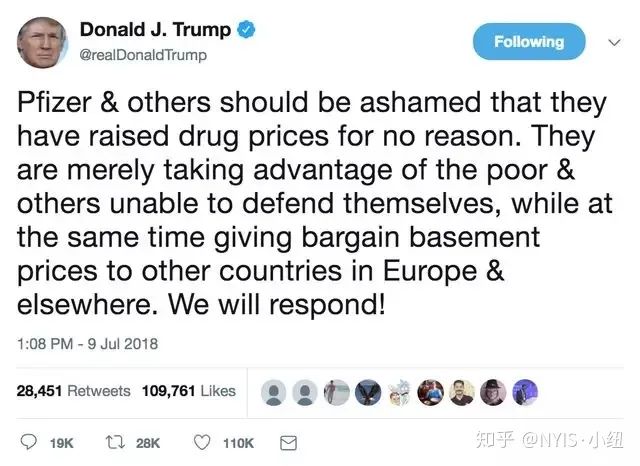 Donald J. Trump
Following
@realDonaldTrump
Pfizer & others should be ashamed that they
have raised drug prices for no reason. They
are merely taking advantage of the poor &
others unable to defend themselves, while at
the same time giving bargain basement
prices to other countries in Europe &
elsewhere. We will respond!
1:08 PM - 9 Jul 2018
28,451 Retweets 109,761 Likes
19K 28K 110K
知乎 @NYIS·小纽